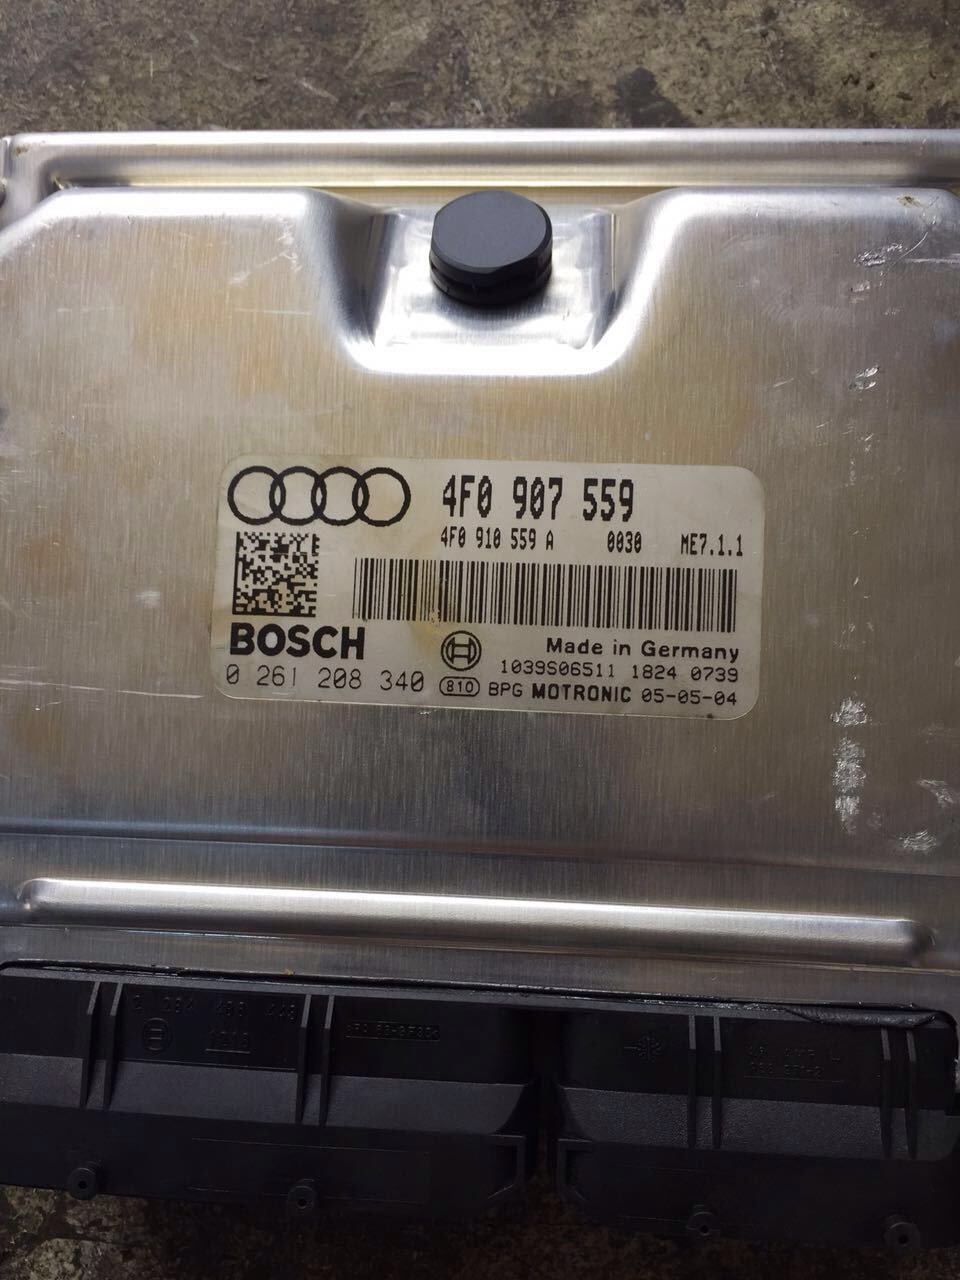 4F0 907 559
4F0 910 559 A 0030 ME7.1.1
BOSCH
Made in Germany
1039S06511 1824 0739
0 261 208 340
810 BPG MOTRONIC 05-05-04
1918